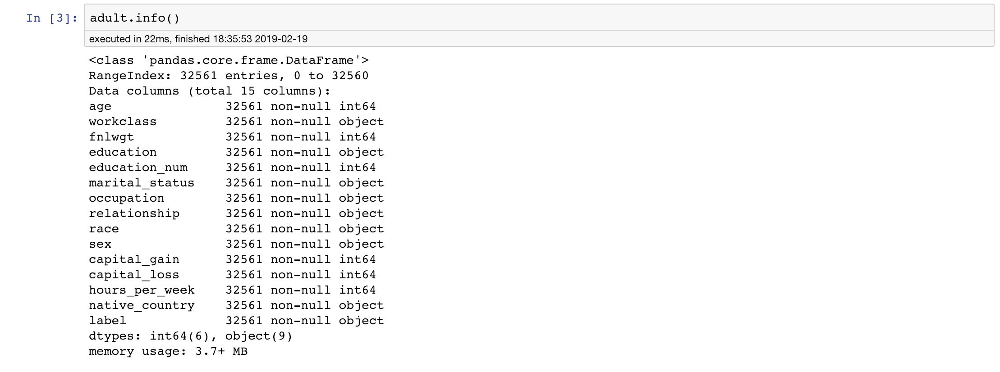 In [3]: adult.info()
executed in 22ms, finished 18:35:53 2019-02-19
<class 'pandas.core.frame.DataFrame'>
RangeIndex: 32561 entries, 0 to 32560
Data columns (total 15 columns):
age               32561 non-null int64
workclass         32561 non-null object
fnlwgt            32561 non-null int64
education         32561 non-null object
education_num     32561 non-null int64
marital_status    32561 non-null object
occupation        32561 non-null object
relationship      32561 non-null object
race              32561 non-null object
sex               32561 non-null object
capital_gain      32561 non-null int64
capital_loss      32561 non-null int64
hours_per_week    32561 non-null int64
native_country    32561 non-null object
label             32561 non-null object
dtypes: int64(6), object(9)
memory usage: 3.7+ MB